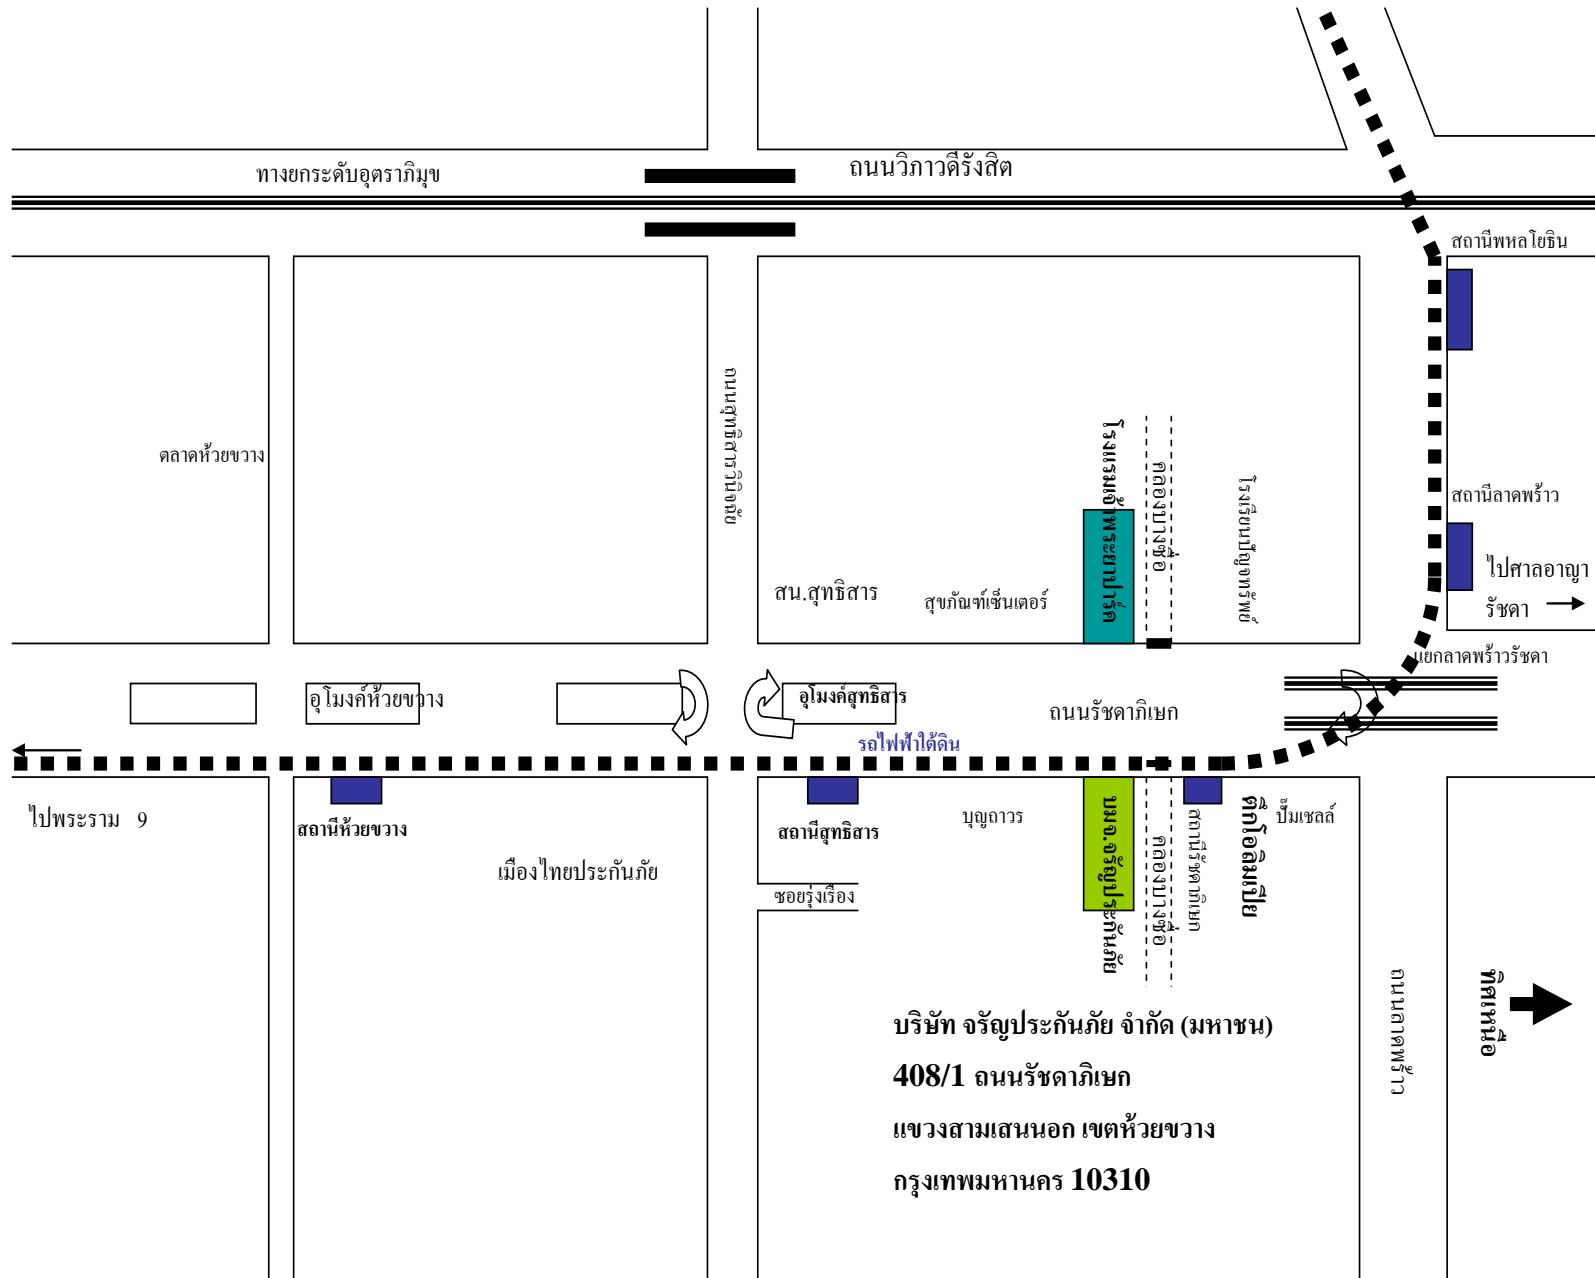 ทางยกระดับอุตราภิมุข
ถนนวิภาวดีรังสิต
สถานีพหลโยธิน
ถนนสุทธิสารวินิจฉัย
ตลาดห้วยขวาง
โรงแรมเจ้าพระยาปาร์ค
คลองบางซื่อ
โรงเรียนปัญจทรัพย์
สถานีลาดพร้าว
ไปศาลอาญา
รัชดา
สน.สุทธิสาร
สุขภัณฑ์เซ็นเตอร์
แยกลาดพร้าวรัชดา
อุโมงค์ห้วยขวาง
อุโมงค์สุทธิสาร
ถนนรัชดาภิเษก
รถไฟฟ้าใต้ดิน
ไปพระราม 9
สถานีห้วยขวาง
สถานีสุทธิสาร
บุญถาวร
บมจ.จรัญประกันภัย
คลองบางซื่อ
สถานีรัชดาภิเษก
ตึกโอลิมเปีย
ปั๊มเชลล์
เมืองไทยประกันภัย
ซอยรุ่งเรือง
ถนนลาดพร้าว
ทิศเหนือ
บริษัท จรัญประกันภัย จำกัด (มหาชน)
408/1 ถนนรัชดาภิเษก
แขวงสามเสนนอก เขตห้วยขวาง
กรุงเทพมหานคร 10310